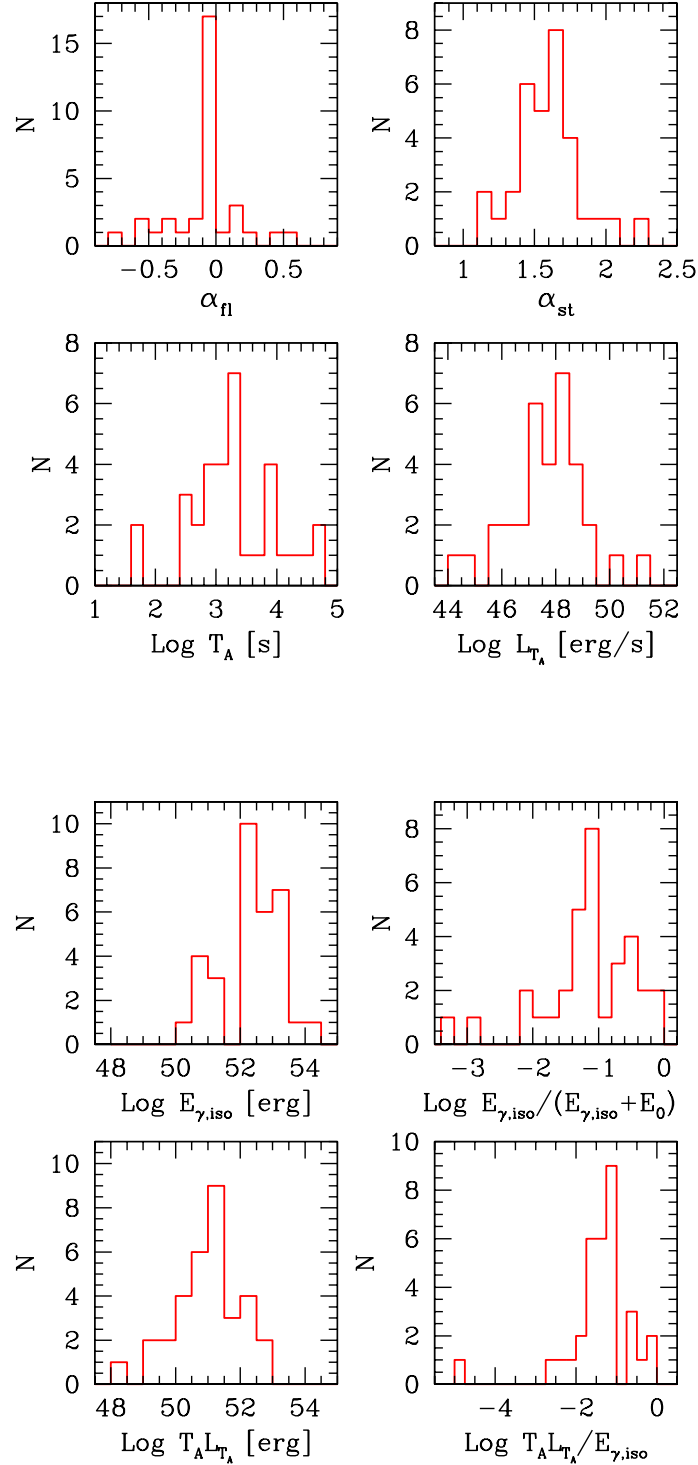 15
10
5
0
N
−0.5 0 0.5
α_fl
8
6
4
2
0
N
1 1.5 2 2.5
α_st
8
6
4
2
0
N
1 2 3 4 5
Log T_A [s]
8
6
4
2
0
N
44 46 48 50 52
Log L_{T_A} [erg/s]
10
8
6
4
2
0
N
48 50 52 54
Log E_{γ,iso} [erg]
8
6
4
2
0
N
−3 −2 −1 0
Log E_{γ,iso}/(E_{γ,iso}+E_0)
10
8
6
4
2
0
N
48 50 52 54
Log T_A L_{T_A} [erg]
10
8
6
4
2
0
N
−4 −2 0
Log T_A L_{T_A}/E_{γ,iso}